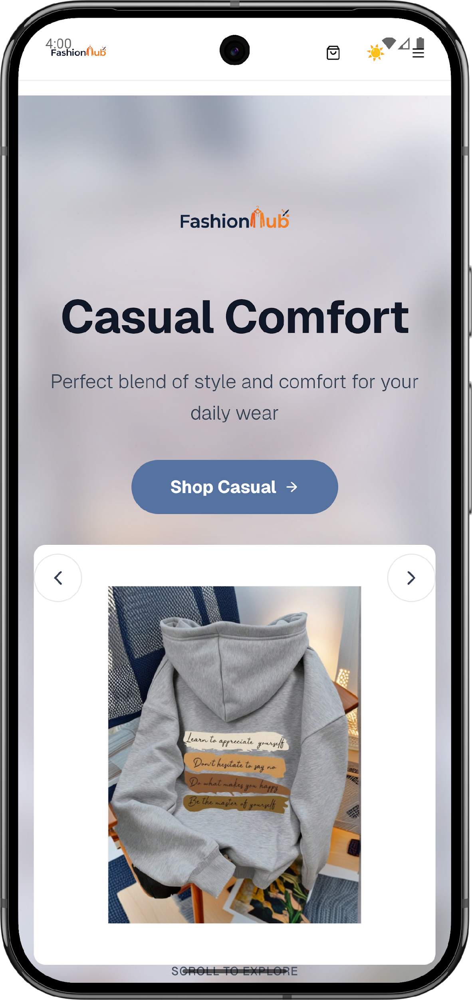 4:00
FashionHub
FashionHub
Casual Comfort
Perfect blend of style and comfort for your
daily wear
Shop Casual →
Learn to appreciate yourself
Don't hesitate to say no
Do what makes you happy
Be the master of yourself
SCROLL TO EXPLORE